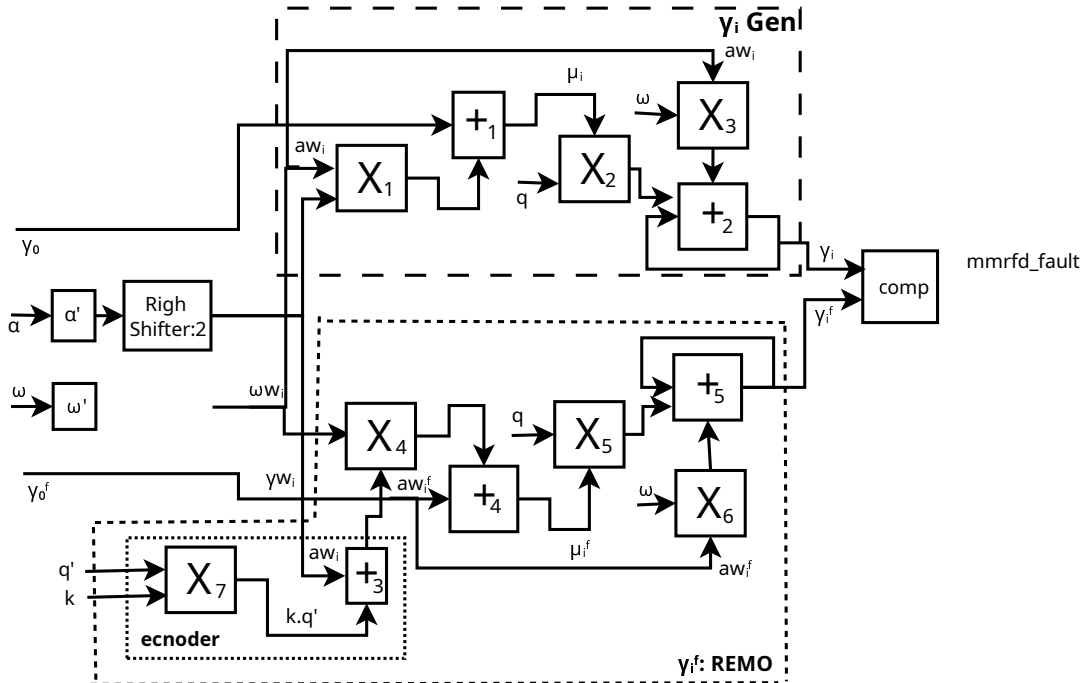 γᵢ Gen
awᵢ
μᵢ
ω
X₃
+₁
awᵢ
X₁
X₂
q
+₂
γ₀
γᵢ
mmrfd_fault
comp
α
α'
Righ
Shifter:2
γᵢᶠ
ω
ω'
ωwᵢ
+₅
X₄
q
X₅
γwᵢ
awᵢᶠ
γ₀ᶠ
+₄
ω
X₆
μᵢᶠ
awᵢ
awᵢᶠ
q'
k
X₇
+₃
k.q'
ecnoder
γᵢᶠ: REMO